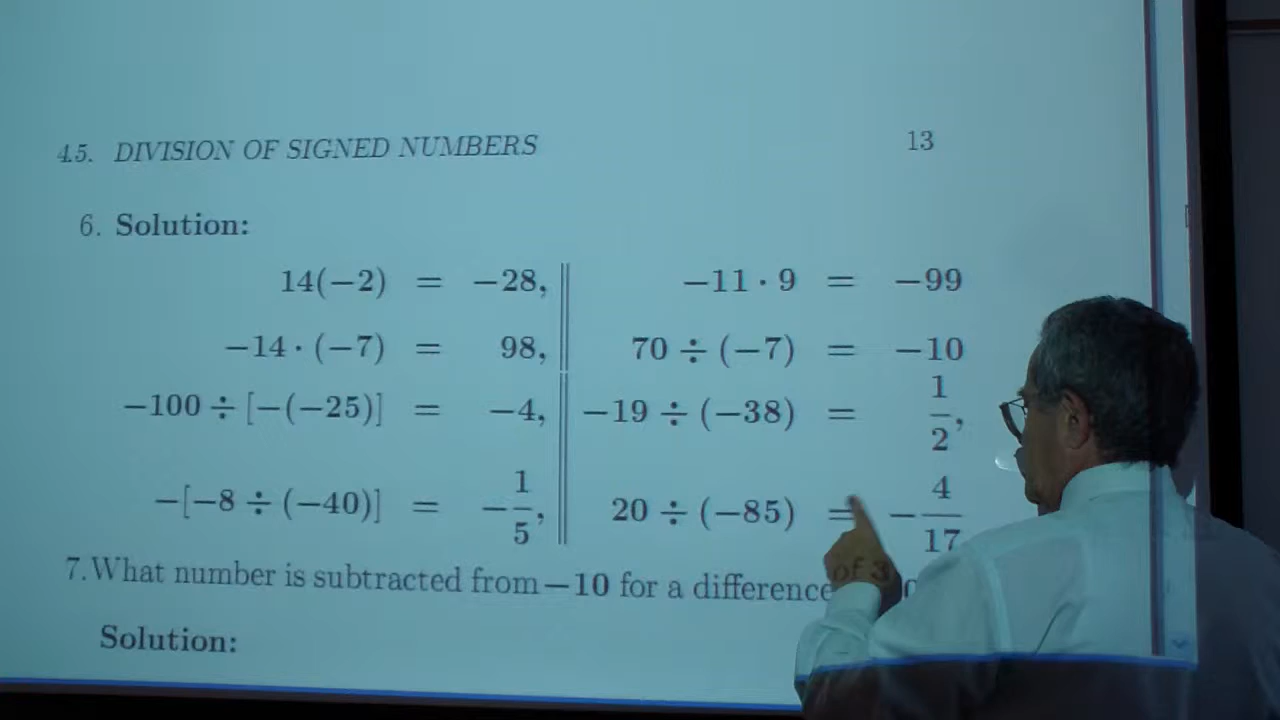 4.5. DIVISION OF SIGNED NUMBERS 13
6. Solution:
14(−2) = −28, −11 · 9 = −99
−14 · (−7) = 98, 70 ÷ (−7) = −10
−100 ÷ [−(−25)] = −4, −19 ÷ (−38) = 1/2,
−[−8 ÷ (−40)] = −1/5, 20 ÷ (−85) = −4/17
7. What number is subtracted from −10 for a difference of 3
Solution: